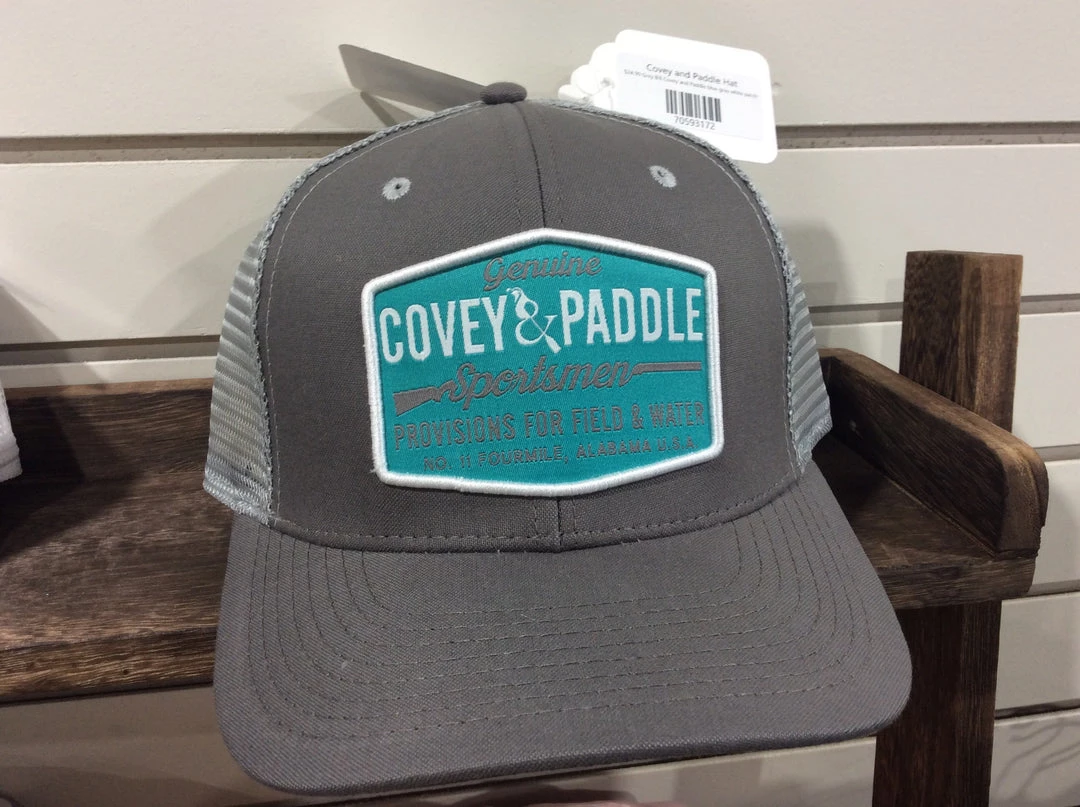 Covey and Paddle Hat
70593172
Genuine
COVEY & PADDLE
Sportsmen
PROVISIONS FOR FIELD & WATER
NO. 11 FOURMILE, ALABAMA U.S.A.